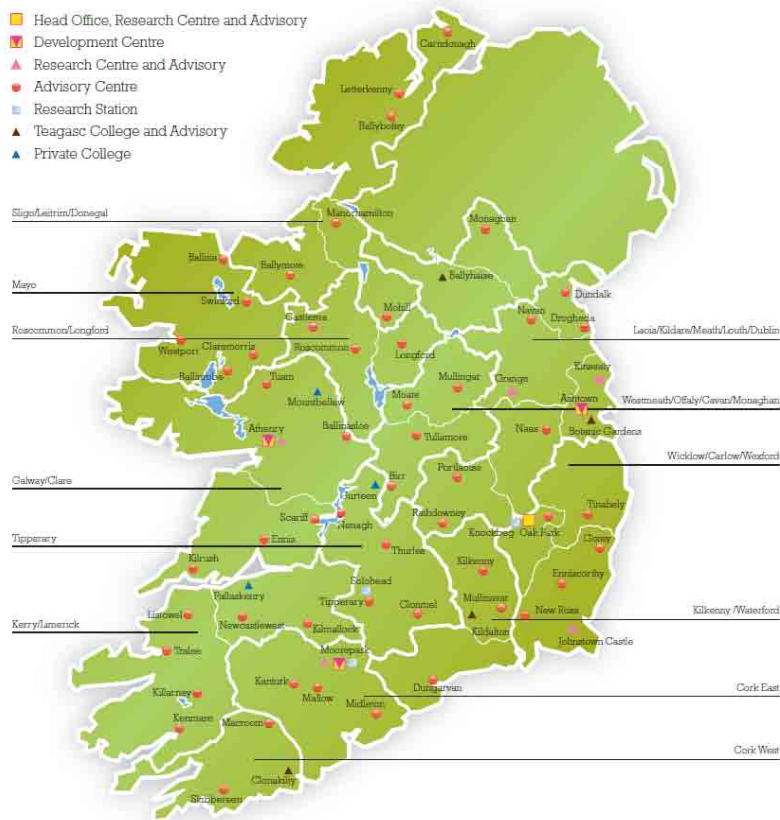 Head Office, Research Centre and Advisory
Development Centre
Research Centre and Advisory
Advisory Centre
Research Station
Teagasc College and Advisory
Private College
Carndonagh
Letterkenny
Ballybofey
Sligo/Leitrim/Donegal
Manorhamilton
Monaghan
Ballina
Ballymore
Ballyhaise
Mayo
Swinford
Dundalk
Castlerea
Mohill
Navan
Drogheda
Roscommon/Longford
Laois/Kildare/Meath/Louth/Dublin
Westport
Claremorris
Roscommon
Longford
Ballinrobe
Tuam
Mullingar
Grange
Kinsealy
Mountbellew
Moate
Ashtown
Westmeath/Offaly/Cavan/Monaghan
Athenry
Ballinasloe
Tullamore
Naas
Botanic Gardens
Wicklow/Carlow/Wexford
Galway/Clare
Gurteen
Birr
Portlaoise
Scariff
Nenagh
Rathdowney
Knockbeg
Oak Park
Tinahely
Tipperary
Ennis
Thurles
Gorey
Kilrush
Kilkenny
Pallaskenry
Solohead
Enniscorthy
Listowel
Tipperary
Clonmel
Mullinavat
New Ross
Kilkenny /Waterford
Kerry/Limerick
Newcastlewest
Kilmallock
Kildalton
Johnstown Castle
Tralee
Moorepark
Killarney
Kanturk
Mallow
Dungarvan
Cork East
Kenmare
Macroom
Midleton
Cork West
Clonakilty
Skibbereen